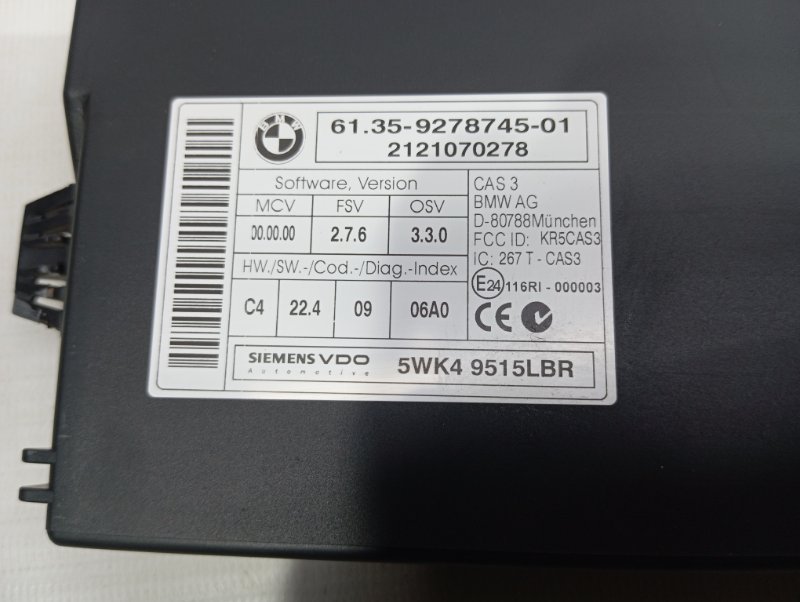 BMW
61.35-9278745-01
2121070278
Software, Version
MCV FSV OSV
00.00.00 2.7.6 3.3.0
HW./SW.-/Cod.-/Diag.-Index
C4 22.4 09 06A0
CAS 3
BMW AG
D-80788München
FCC ID: KR5CAS3
IC: 267 T - CAS3
E24 116RI - 000003
CE
SIEMENS VDO
Automotive
5WK4 9515LBR